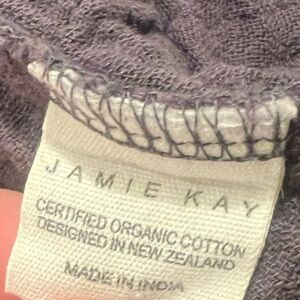 JAMIE KAY
CERTIFIED ORGANIC COTTON
DESIGNED IN NEW ZEALAND
MADE IN INDIA